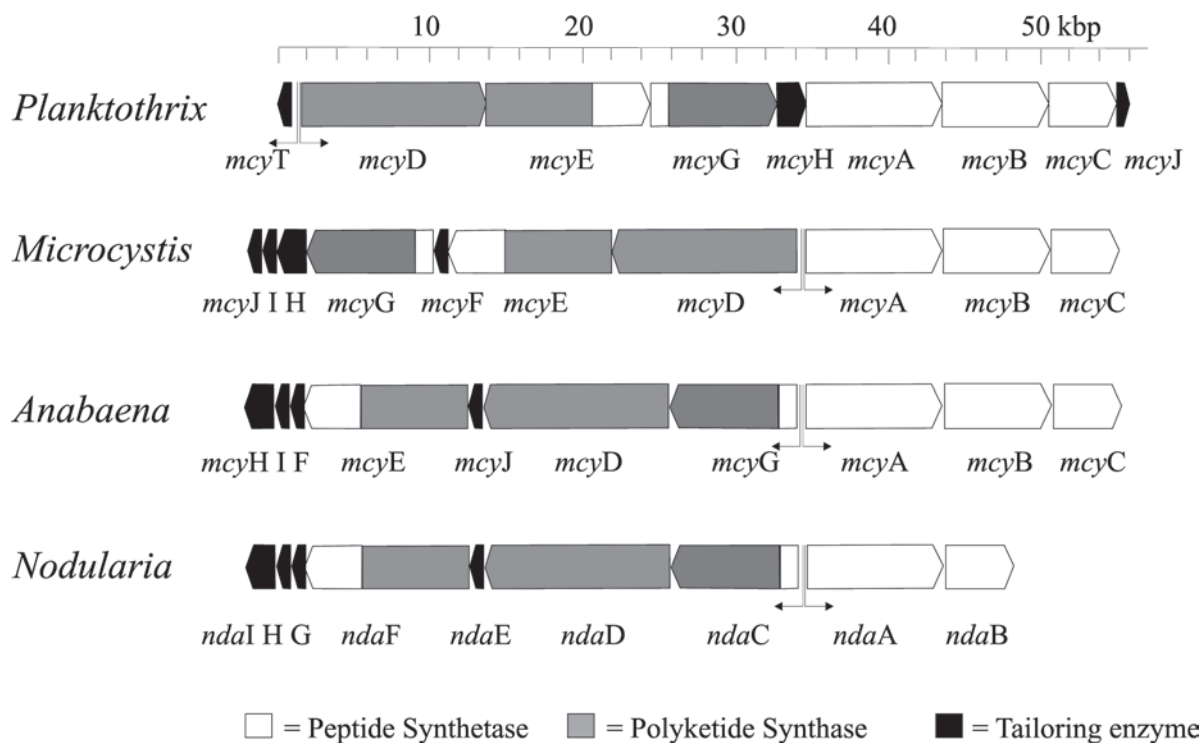 10 20 30 40 50 kbp
Planktothrix
mcyT mcyD mcyE mcyG mcyH mcyA mcyB mcyC mcyJ
Microcystis
mcyJ I H mcyG mcyF mcyE mcyD mcyA mcyB mcyC
Anabaena
mcyH I F mcyE mcyJ mcyD mcyG mcyA mcyB mcyC
Nodularia
ndaI H G ndaF ndaE ndaD ndaC ndaA ndaB
= Peptide Synthetase = Polyketide Synthase = Tailoring enzyme